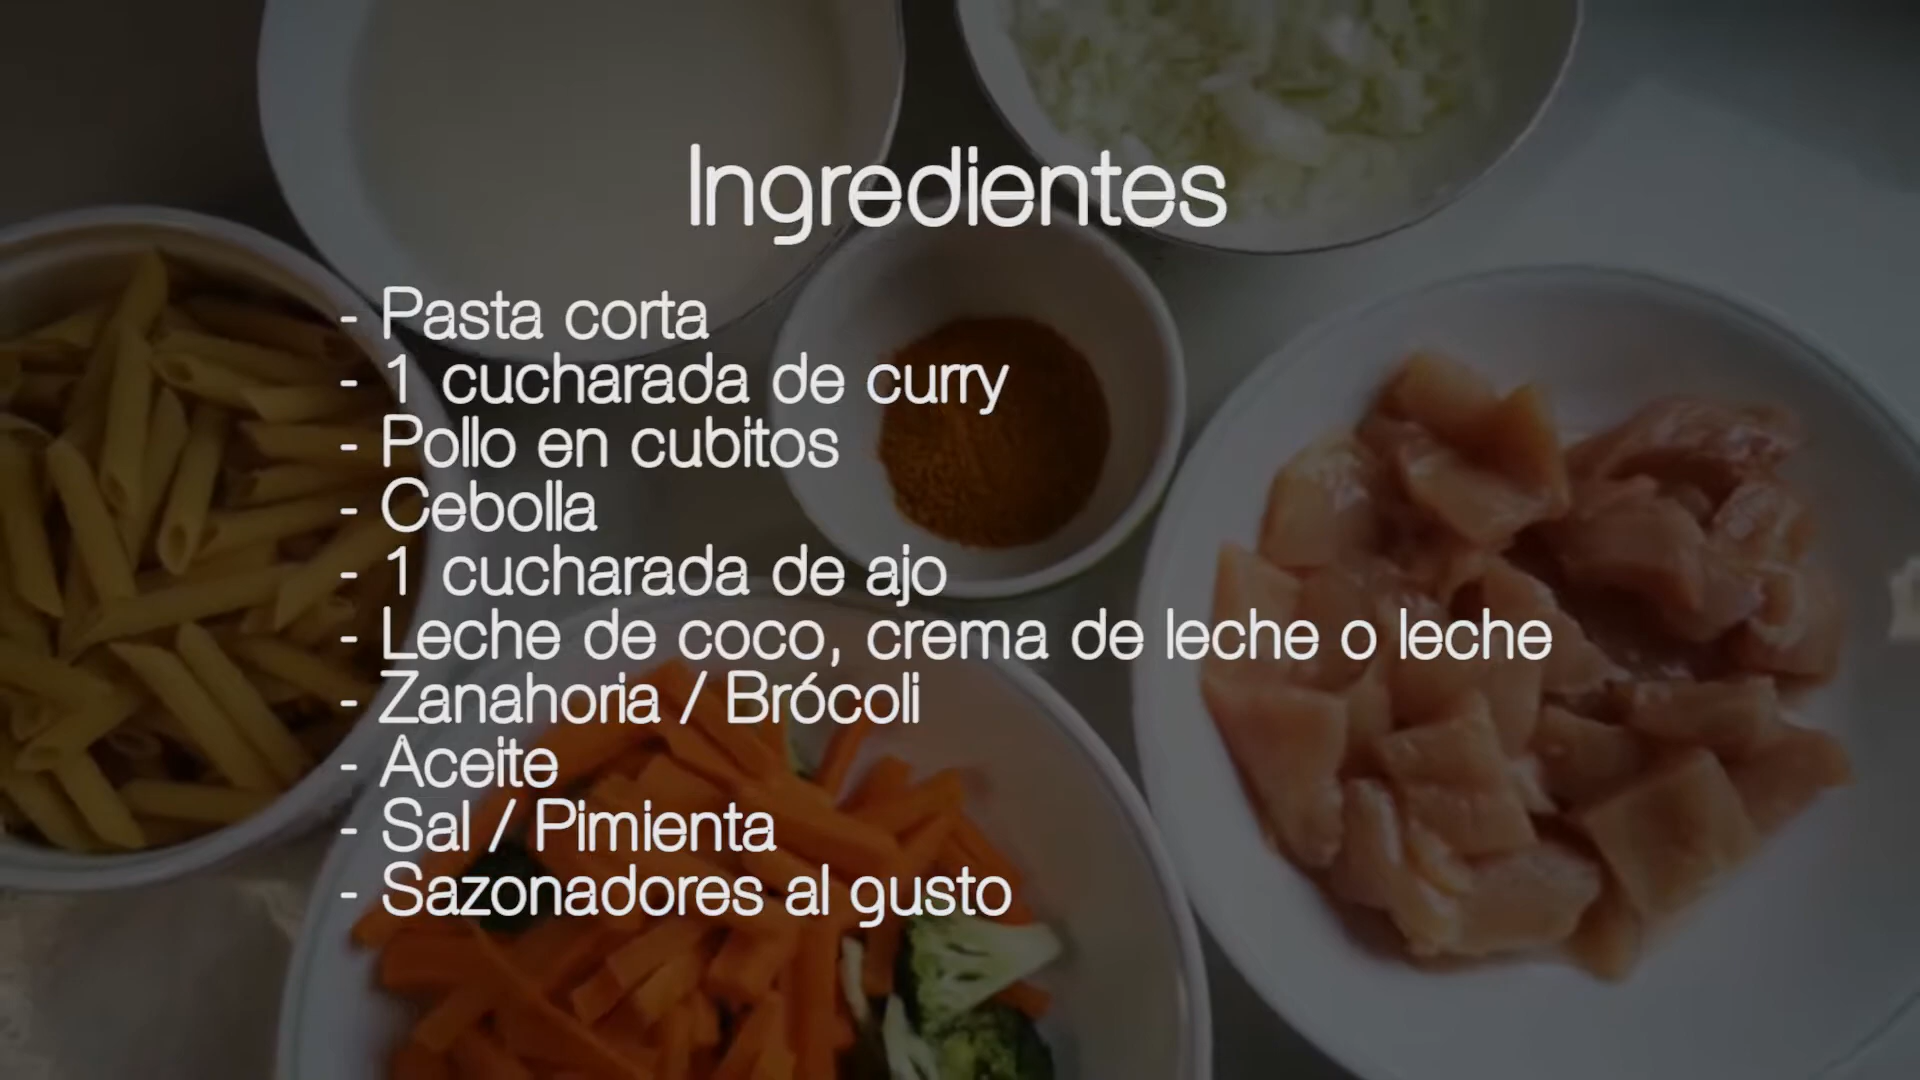 Ingredientes
- Pasta corta
- 1 cucharada de curry
- Pollo en cubitos
- Cebolla
- 1 cucharada de ajo
- Leche de coco, crema de leche o leche
- Zanahoria / Brócoli
- Aceite
- Sal / Pimienta
- Sazonadores al gusto